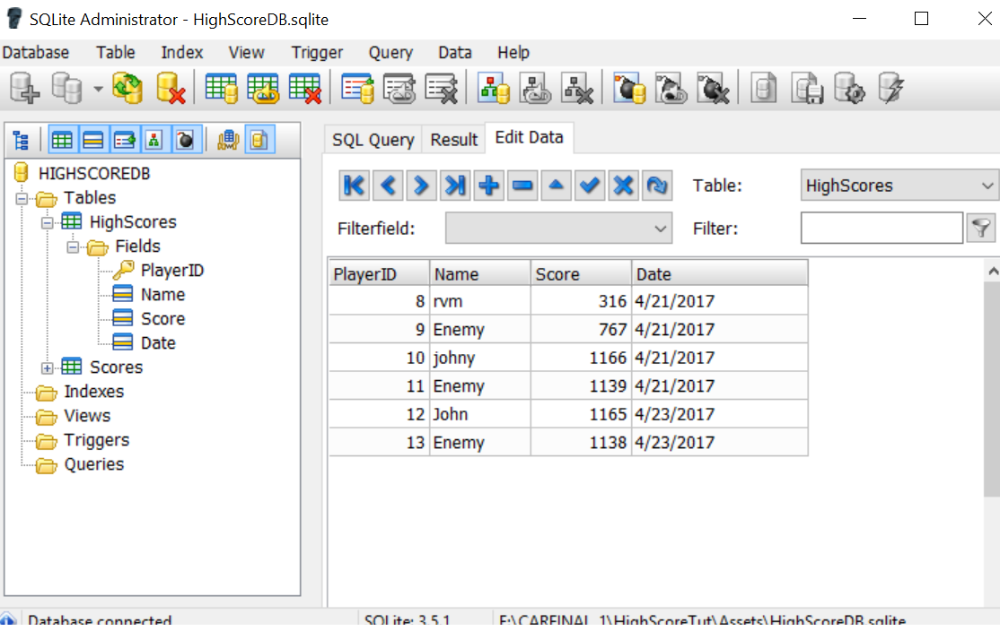 SQLite Administrator - HighScoreDB.sqlite
Database Table Index View Trigger Query Data Help
HIGHSCOREDB
Tables
HighScores
Fields
PlayerID
Name
Score
Date
Scores
Indexes
Views
Triggers
Queries
SQL Query Result Edit Data
Table: HighScores
Filterfield: Filter:
PlayerID Name Score Date
8 rvm 316 4/21/2017
9 Enemy 767 4/21/2017
10 johny 1166 4/21/2017
11 Enemy 1139 4/21/2017
12 John 1165 4/23/2017
13 Enemy 1138 4/23/2017
Database connected SQLite: 3.5.1 F:\CARFINAL_1\HighScoreTut\Assets\HighScoreDB.sqlite